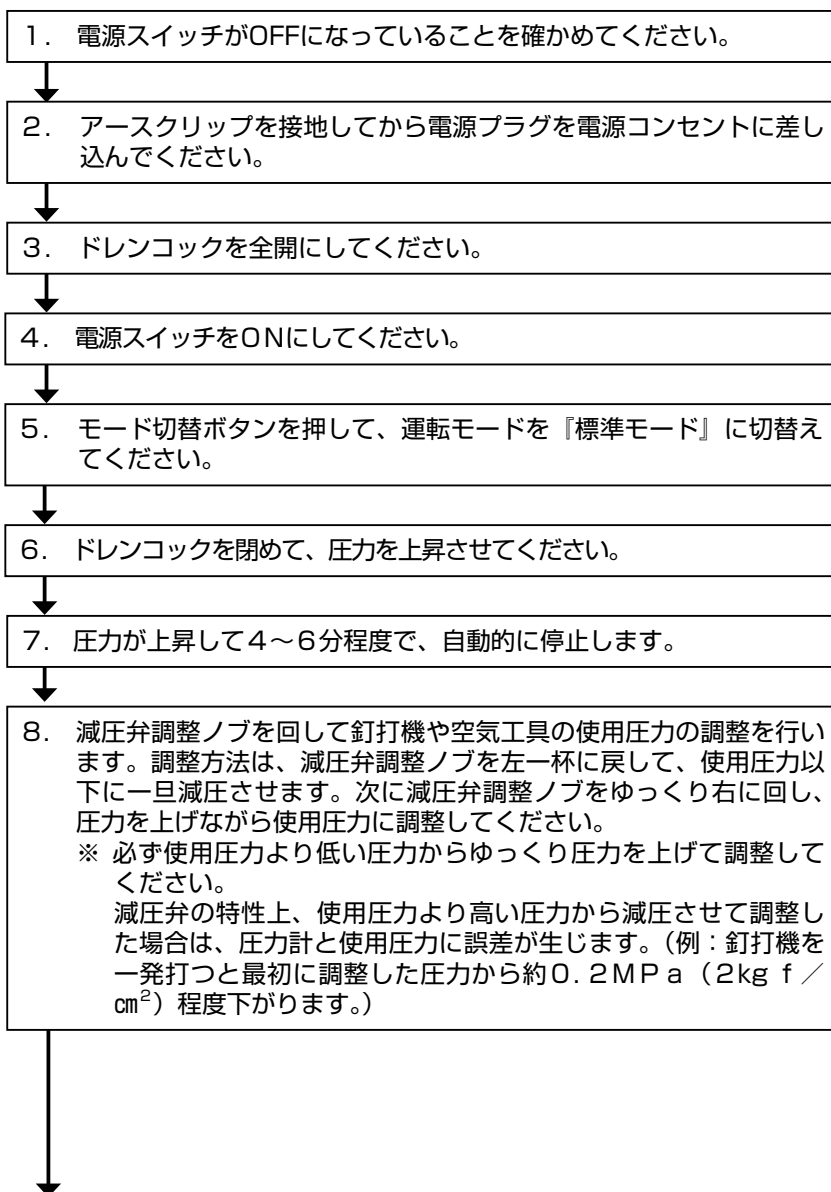 １. 電源スイッチがOFFになっていることを確かめてください。
２. アースクリップを接地してから電源プラグを電源コンセントに差し
込んでください。
３. ドレンコックを全開にしてください。
４. 電源スイッチをＯＮにしてください。
５. モード切替ボタンを押して、運転モードを『標準モード』に切替え
てください。
６. ドレンコックを閉めて、圧力を上昇させてください。
７. 圧力が上昇して４〜６分程度で、自動的に停止します。
８. 減圧弁調整ノブを回して釘打機や空気工具の使用圧力の調整を行い
ます。調整方法は、減圧弁調整ノブを左一杯に戻して、使用圧力以
下に一旦減圧させます。次に減圧弁調整ノブをゆっくり右に回し、
圧力を上げながら使用圧力に調整してください。
※ 必ず使用圧力より低い圧力からゆっくり圧力を上げて調整して
ください。
減圧弁の特性上、使用圧力より高い圧力から減圧させて調整し
た場合は、圧力計と使用圧力に誤差が生じます。（例：釘打機を
一発打つと最初に調整した圧力から約０.２ＭＰａ（２kgｆ／
㎝²）程度下がります。）